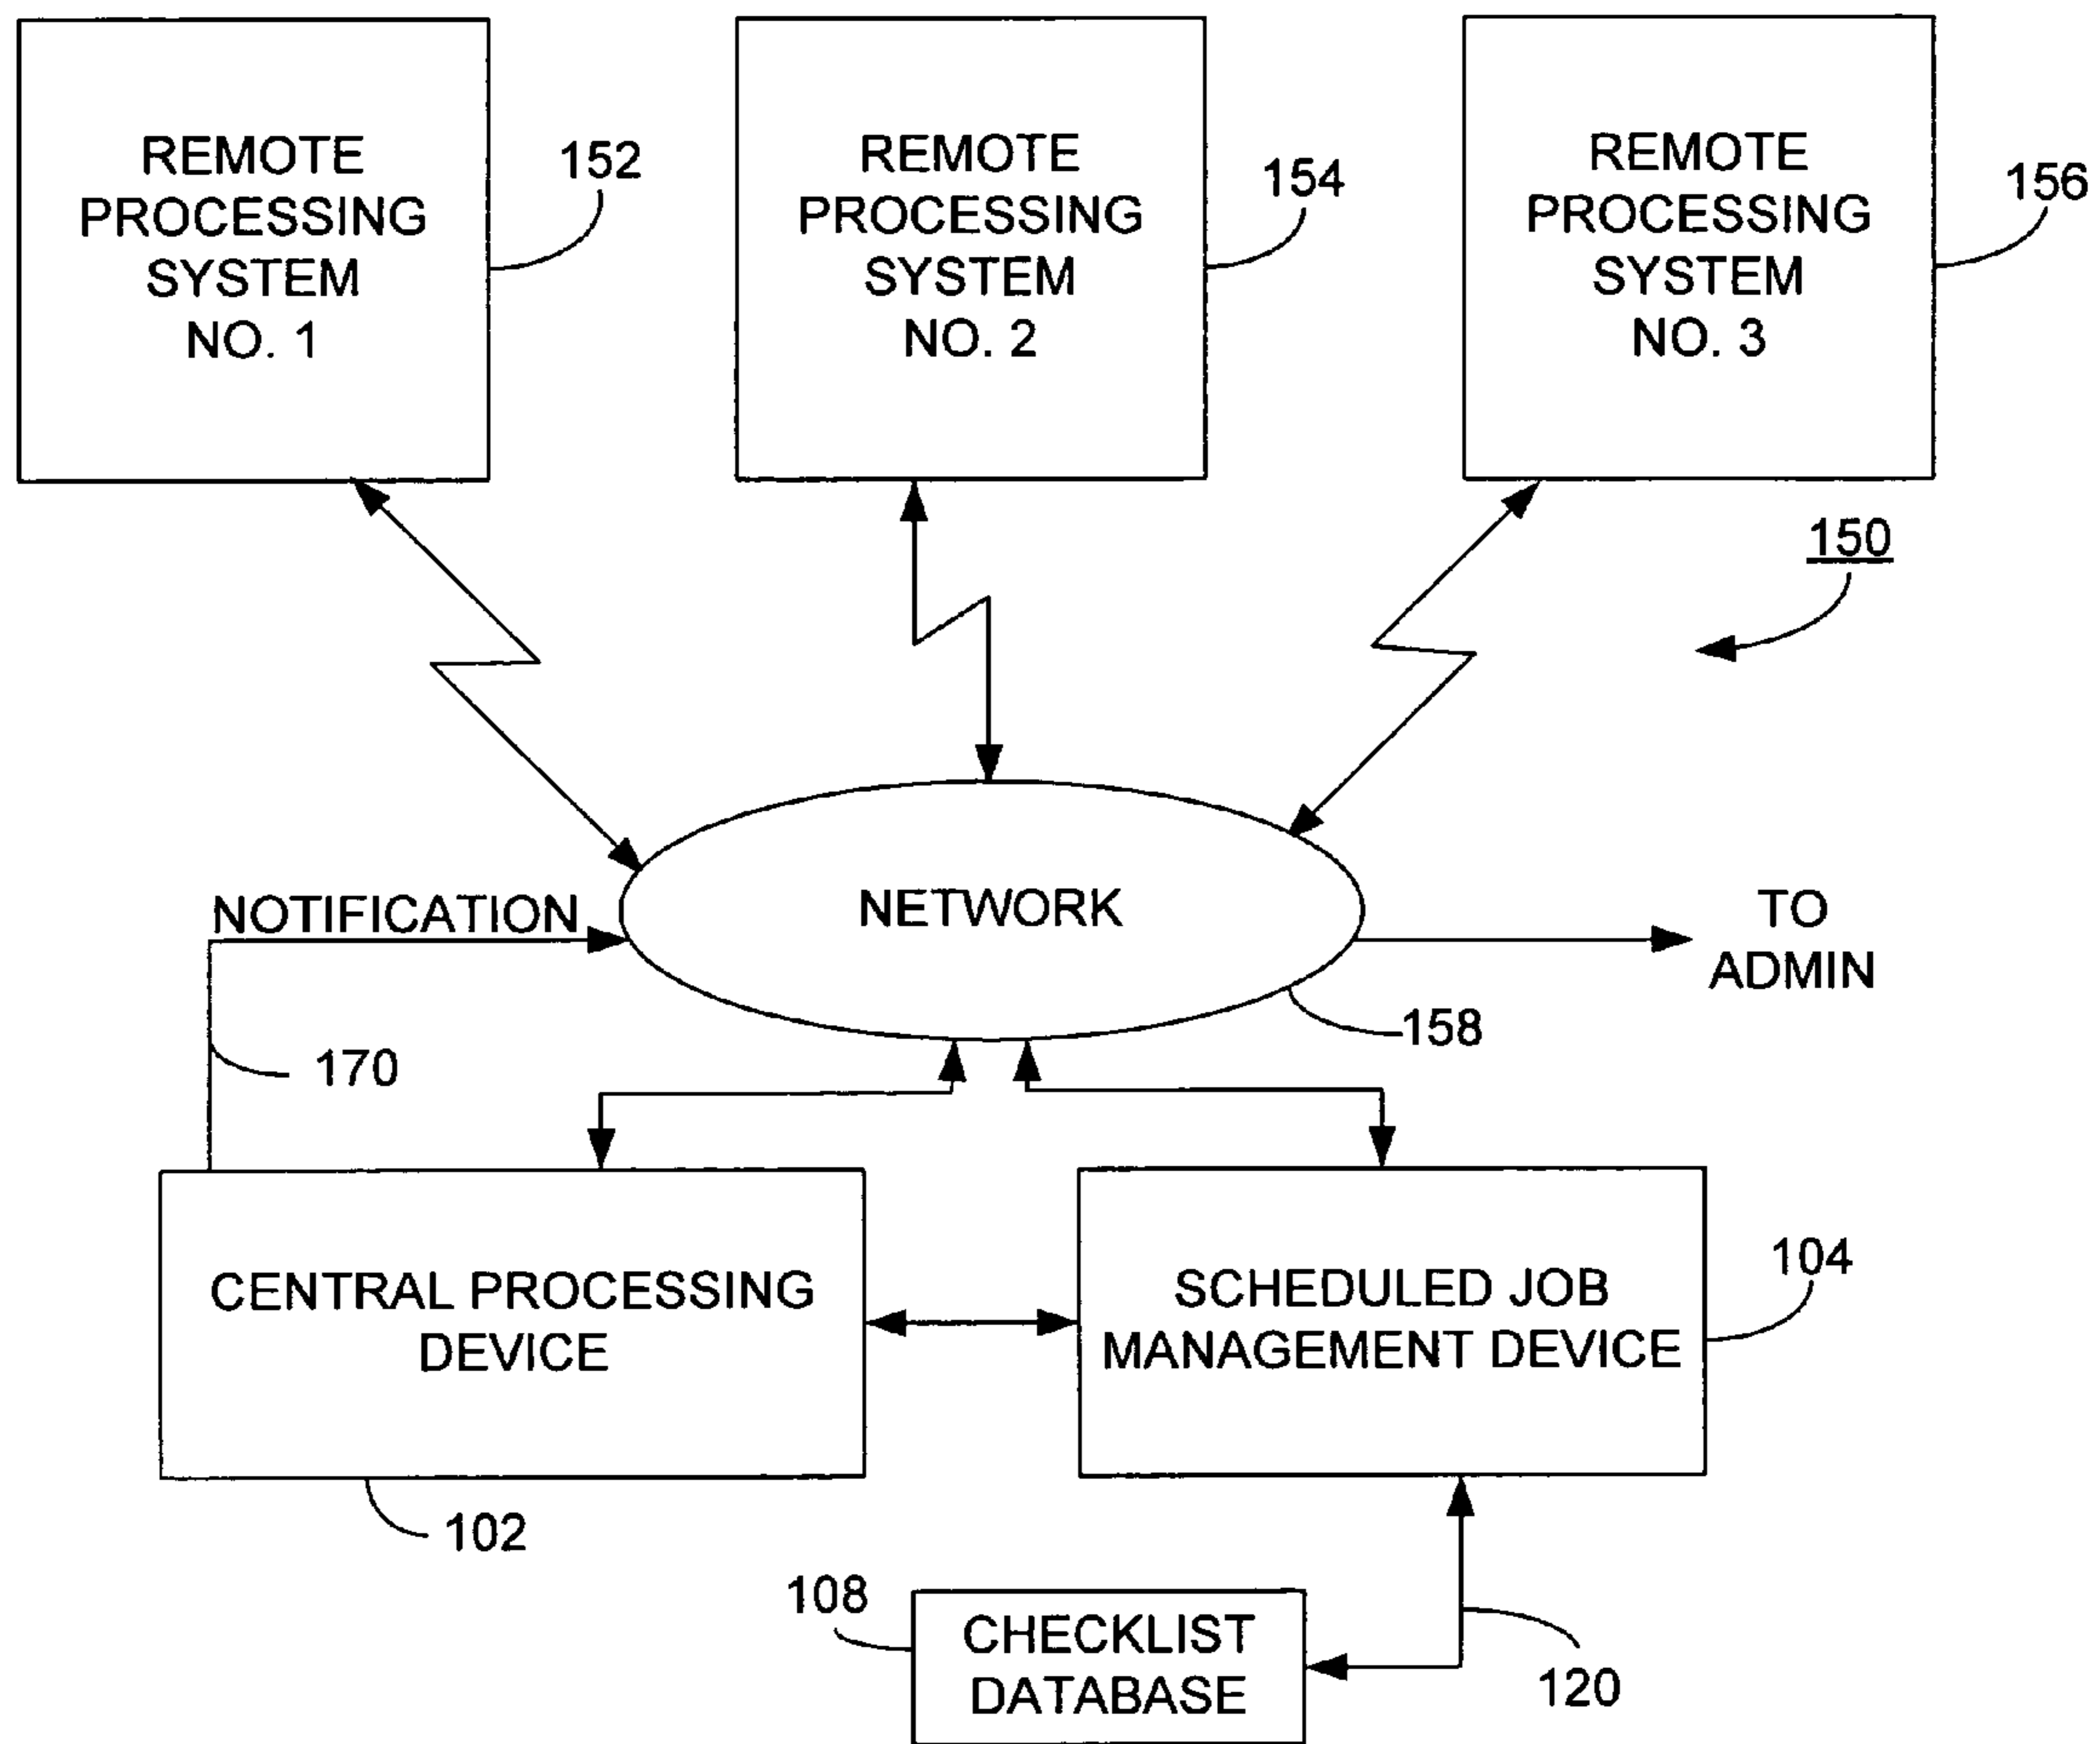 REMOTE
PROCESSING
SYSTEM
NO. 1
152
REMOTE
PROCESSING
SYSTEM
NO. 2
154
REMOTE
PROCESSING
SYSTEM
NO. 3
156
150
NOTIFICATION
NETWORK
TO
ADMIN
158
170
CENTRAL PROCESSING
DEVICE
102
SCHEDULED JOB
MANAGEMENT DEVICE
104
108
CHECKLIST
DATABASE
120